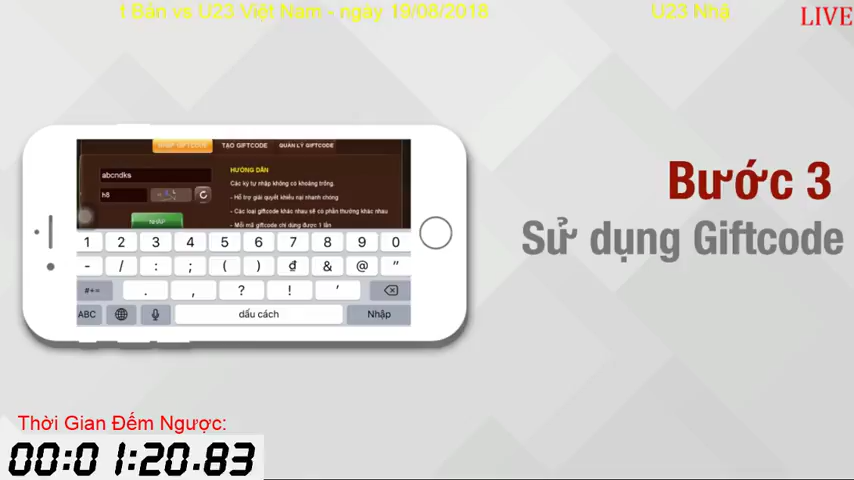 t Bản vs U23 Việt Nam - ngày 19/08/2018
U23 Nhậ
LIVE
TẠO GIFTCODE
QUẢN LÝ GIFTCODE
abcndks
HƯỚNG DẪN
Các ký tự nhập không có khoảng trống.
h8
- Hỗ trợ giải quyết khiếu nại nhanh chóng
- Các loại giftcode khác nhau sẽ có phần thưởng khác nhau
NHẬP
- Mỗi mã giftcode chỉ dùng được 1 lần
1 2 3 4 5 6 7 8 9 0
- / : ; ( ) ₫ & @ "
#+= . , ? ! ’
ABC dấu cách Nhập
Bước 3
Sử dụng Giftcode
Thời Gian Đếm Ngược:
00:01:20.83